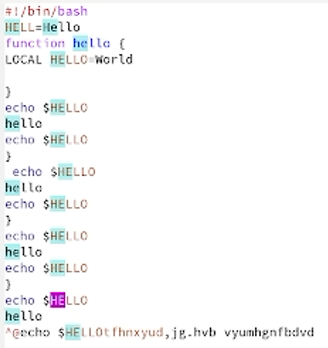 #!/bin/bash
HELL=Hello
function hello {
LOCAL HELLO=World
}
echo $HELLO
hello
echo $HELLO
}
echo $HELLO
hello
echo $HELLO
}
echo $HELLO
hello
echo $HELLO
}
echo $HELLO
hello
^@echo $HELLOtfhnxyud,jg.hvb vyumhgnfbdvd